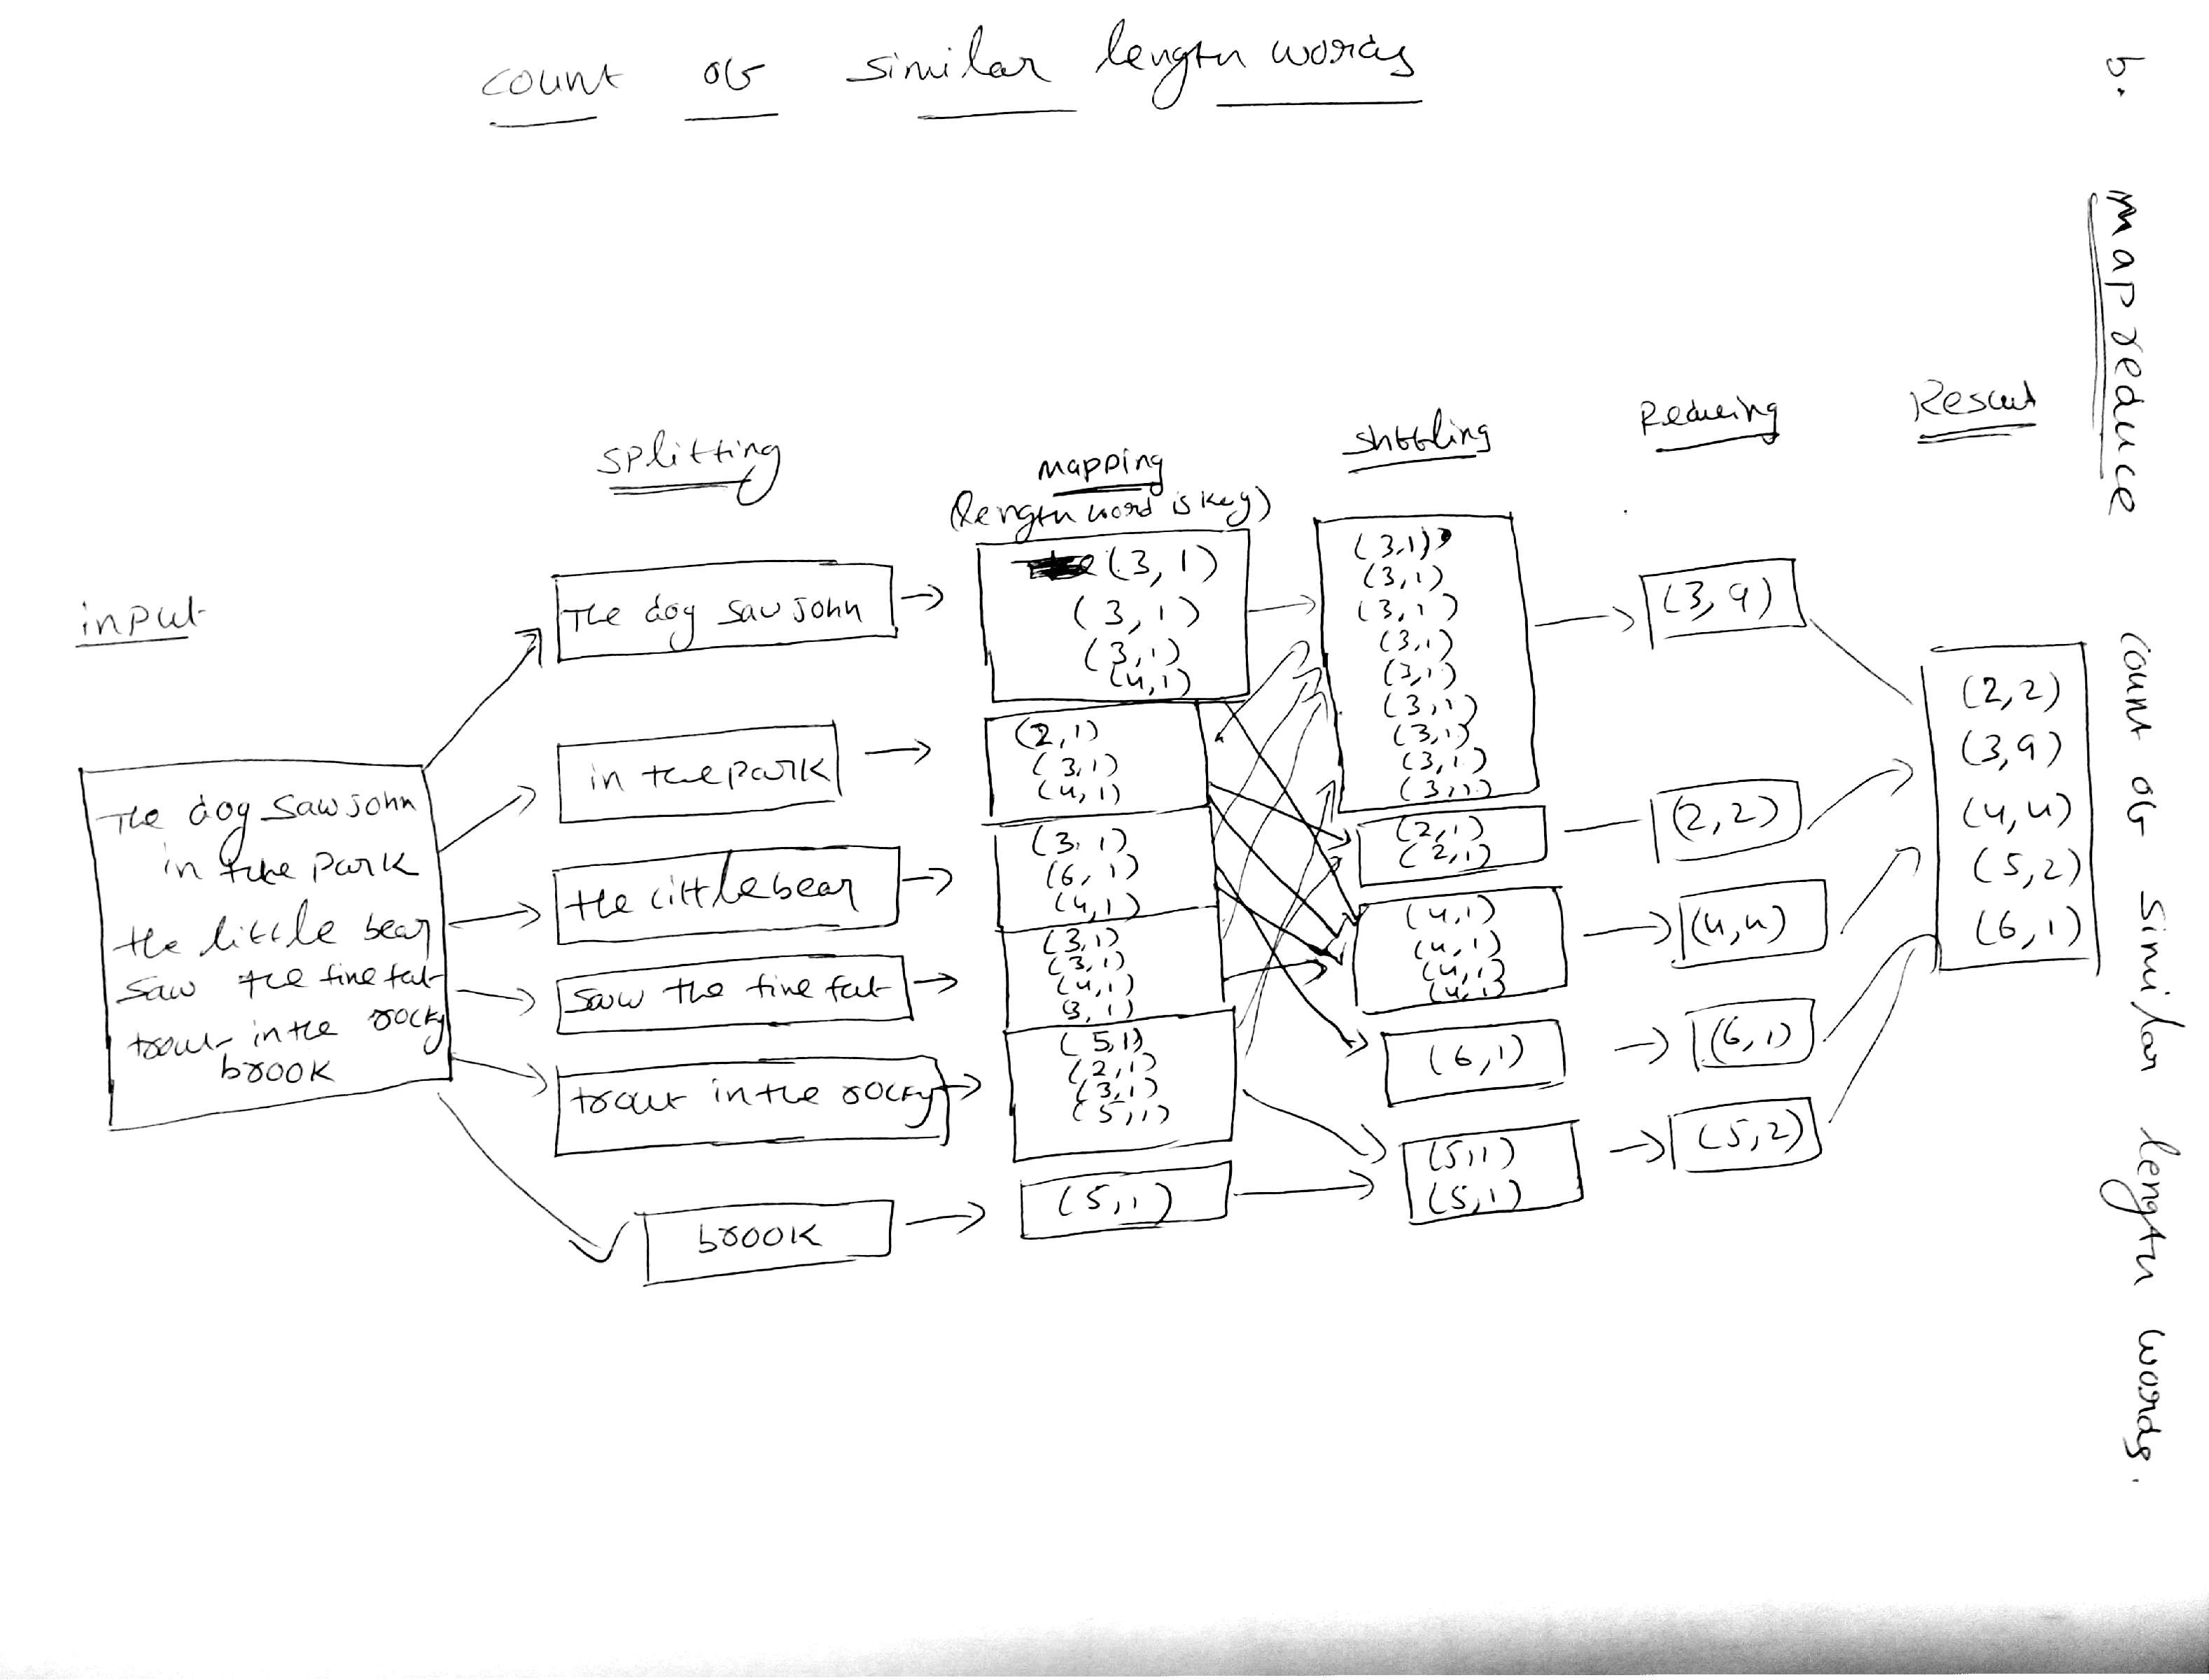 count of similar length words
b. mapreduce count of similar length words.
input
The dog saw john
in the park
the little bear
saw the fine fat
trout in the rocky
brook
splitting
The dog saw john
in the park
the little bear
saw the fine fat
trout in the rocky
brook
mapping
(length word is key)
(3,1)
(3,1)
(3,1)
(4,1)
(2,1)
(3,1)
(4,1)
(3,1)
(6,1)
(4,1)
(3,1)
(3,1)
(4,1)
(3,1)
(5,1)
(2,1)
(3,1)
(5,1)
(5,1)
shffling
(3,1)
(3,1)
(3,1)
(3,1)
(3,1)
(3,1)
(3,1)
(3,1)
(3,1)
(2,1)
(2,1)
(4,1)
(4,1)
(4,1)
(4,1)
(6,1)
(5,1)
(5,1)
Reducing
(3,9)
(2,2)
(4,4)
(6,1)
(5,2)
Result
(2,2)
(3,9)
(4,4)
(5,2)
(6,1)